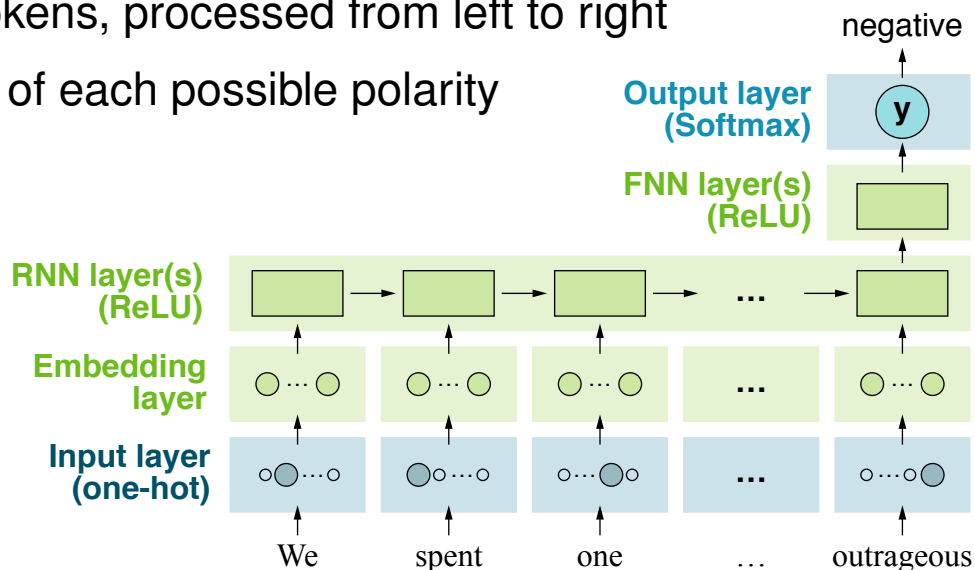 okens, processed from left to right
of each possible polarity
negative
Output layer
(Softmax)
y
FNN layer(s)
(ReLU)
RNN layer(s)
(ReLU)
...
Embedding
layer
... ... ... ... ...
Input layer
(one-hot)
... ... ... ... ...
We spent one … outrageous